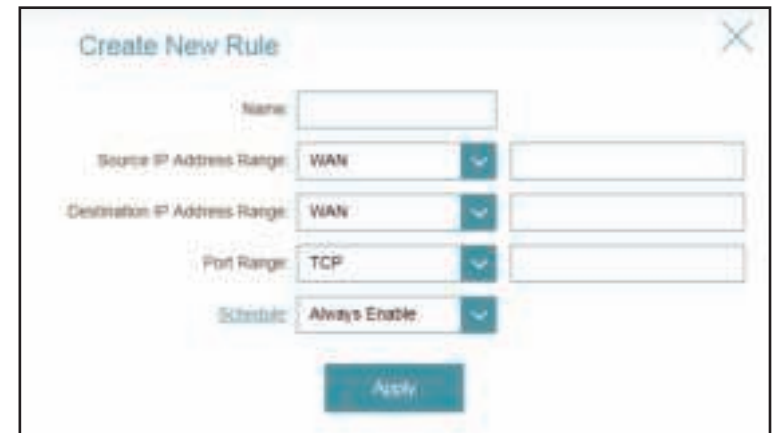 Create New Rule
Name:
Source IP Address Range: WAN
Destination IP Address Range: WAN
Port Range: TCP
Schedule: Always Enable
Apply